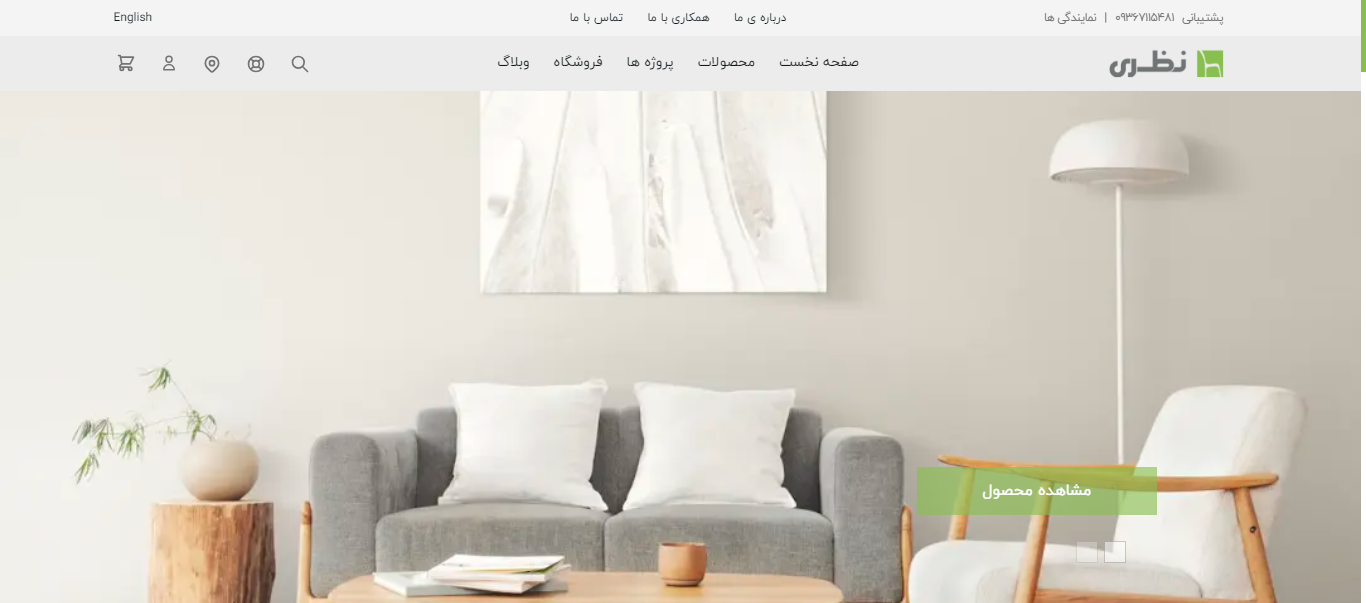 پشتیبانی ۰۹۳۶۷۱۱۵۴۸۱ | نمایندگی ها
درباره ی ما همکاری با ما تماس با ما
English
نظری
صفحه نخست محصولات پروژه ها فروشگاه وبلاگ
مشاهده محصول